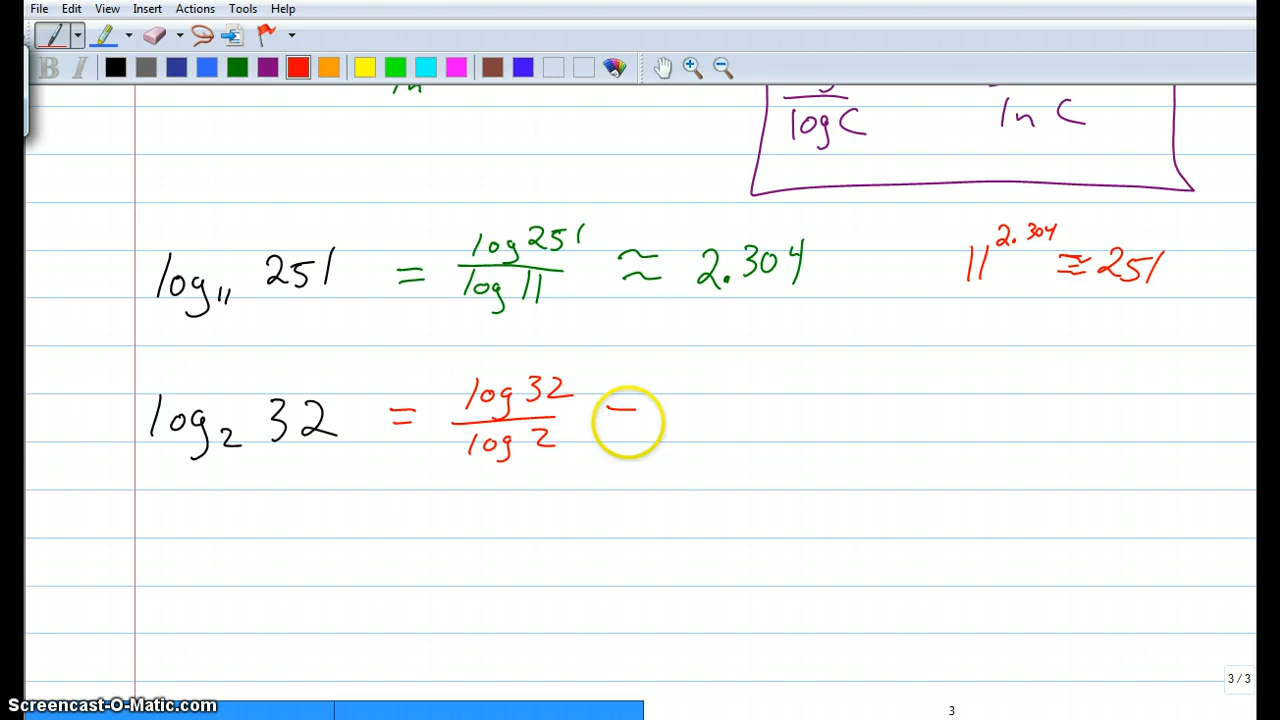 File Edit View Insert Actions Tools Help
B I
log C ln C
log₁₁ 251 = log 251 / log 11 ≈ 2.304 11^2.304 ≈ 251
log₂ 32 = log 32 / log 2
3 / 3
Screencast-O-Matic.com 3